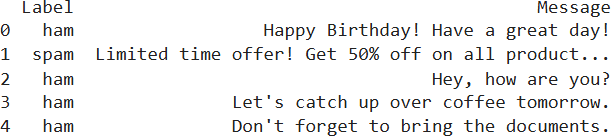 Label Message
0 ham Happy Birthday! Have a great day!
1 spam Limited time offer! Get 50% off on all product...
2 ham Hey, how are you?
3 ham Let's catch up over coffee tomorrow.
4 ham Don't forget to bring the documents.